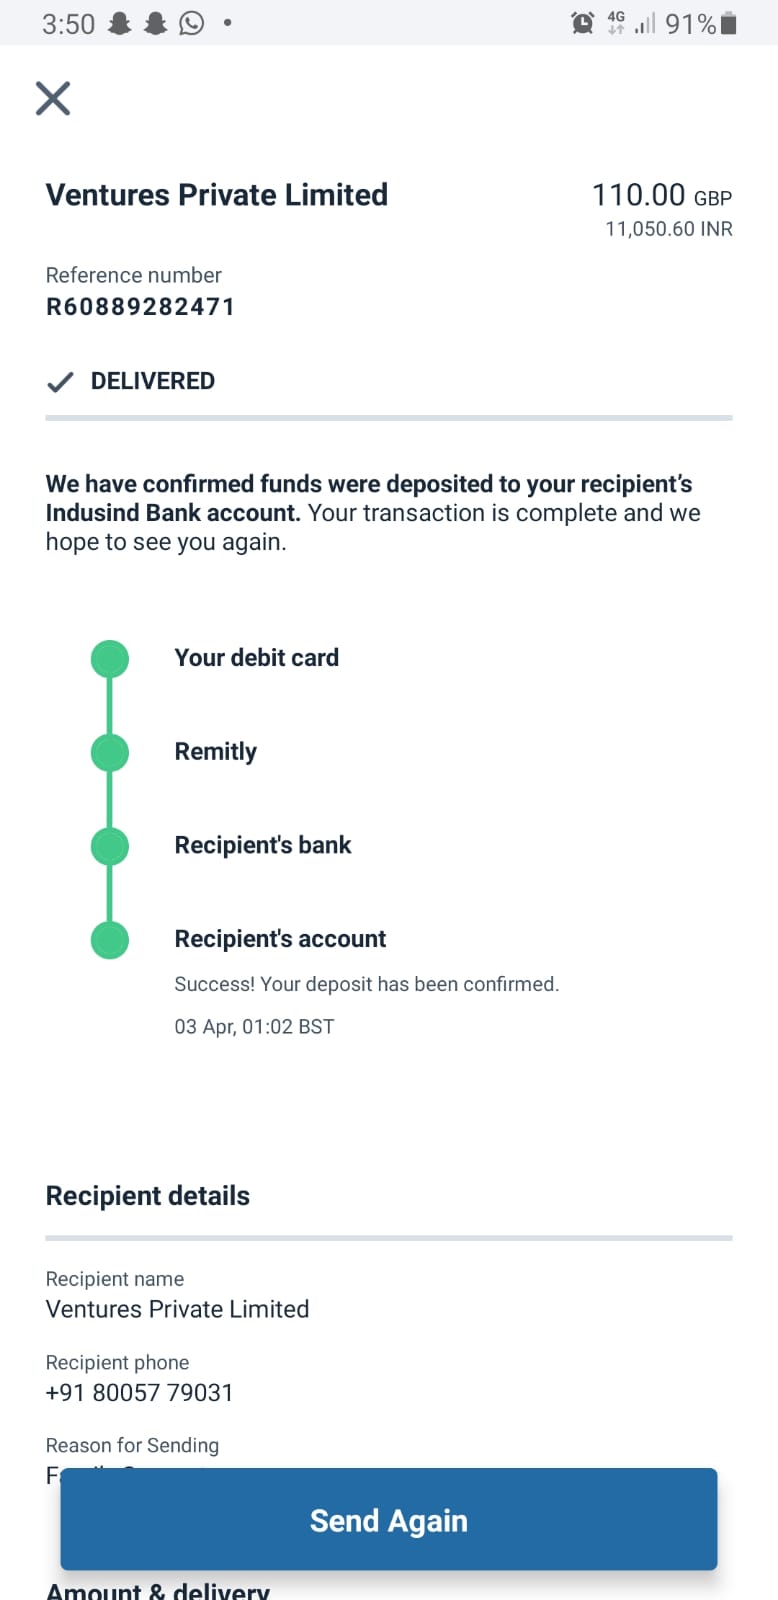 3:50
4G
91%
Ventures Private Limited
110.00 GBP
11,050.60 INR
Reference number
R60889282471
DELIVERED
We have confirmed funds were deposited to your recipient’s
Indusind Bank account. Your transaction is complete and we
hope to see you again.
Your debit card
Remitly
Recipient's bank
Recipient's account
Success! Your deposit has been confirmed.
03 Apr, 01:02 BST
Recipient details
Recipient name
Ventures Private Limited
Recipient phone
+91 80057 79031
Reason for Sending
Send Again
Amount & delivery